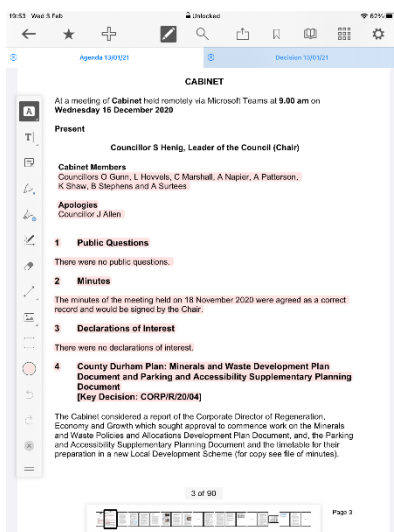 19:53 Wed 3 Feb
Unlocked
62%
Agenda 13/01/21
Decision 13/01/21
CABINET
At a meeting of Cabinet held remotely via Microsoft Teams at 9.00 am on
Wednesday 16 December 2020
Present
Councillor S Henig, Leader of the Council (Chair)
Cabinet Members
Councillors O Gunn, L Hovvels, C Marshall, A Napier, A Patterson,
K Shaw, B Stephens and A Surtees
Apologies
Councillor J Allen
1 Public Questions
There were no public questions.
2 Minutes
The minutes of the meeting held on 18 November 2020 were agreed as a correct
record and would be signed by the Chair.
3 Declarations of Interest
There were no declarations of interest.
4 County Durham Plan: Minerals and Waste Development Plan
Document and Parking and Accessibility Supplementary Planning
Document
[Key Decision: CORP/R/20/04]
The Cabinet considered a report of the Corporate Director of Regeneration,
Economy and Growth which sought approval to commence work on the Minerals
and Waste Policies and Allocations Development Plan Document, and, the Parking
and Accessibility Supplementary Planning Document and the timetable for their
preparation in a new Local Development Scheme (for copy see file of minutes).
3 of 90
Page 3